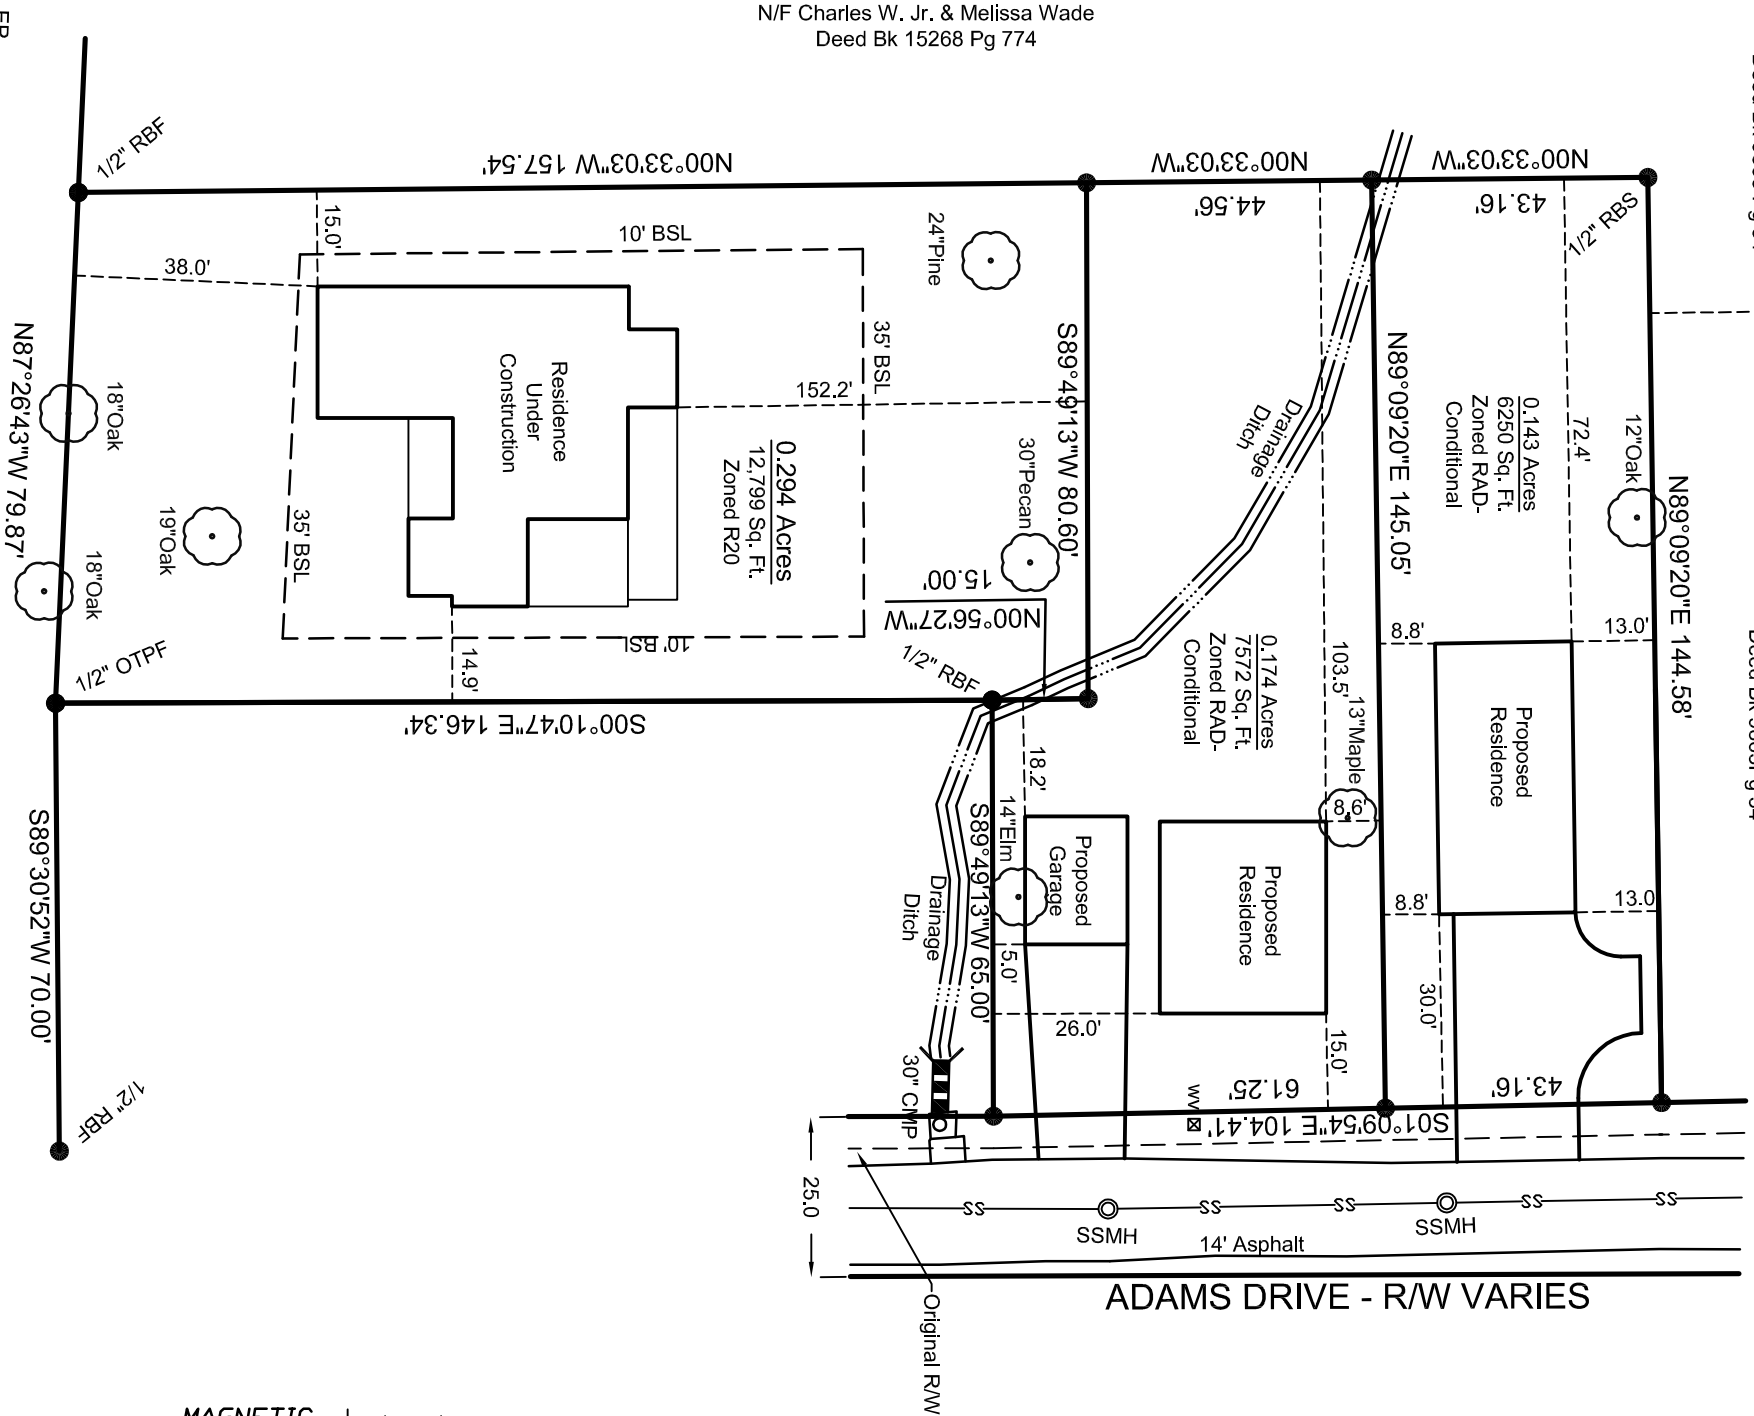 N/F Charles W. Jr. & Melissa Wade
Deed Bk 15268 Pg 774
1/2" RBF
N00°33'03"W 157.54'
N00°33'03"W
44.56'
N00°33'03"W
43.16'
1/2" RBS
15.0'
10' BSL
24"Pine
38.0'
35' BSL
152.2'
Residence
Under
Construction
0.294 Acres
12,799 Sq. Ft.
Zoned R20
S89°49'13"W 80.60'
30"Pecan
15.00'
N00°56'27"W
Drainage
Ditch
N89°09'20"E 145.05'
0.143 Acres
6250 Sq. Ft.
Zoned RAD-
Conditional
72.4'
12"Oak
N89°09'20"E 144.58'
N87°26'43"W 79.87'
18"Oak
19"Oak
18"Oak
35' BSL
10' BSL
14.9'
1/2" OTPF
S00°10'47"E 146.34'
1/2" RBF
0.174 Acres
7572 Sq. Ft.
Zoned RAD-
Conditional
103.5'
13"Maple
8.6'
8.8'
13.0'
Proposed
Residence
8.8'
13.0
30.0'
18.2'
14"Elm
Proposed
Garage
Proposed
Residence
5.0'
26.0'
15.0'
S89°49'13"W 65.00'
Drainage
Ditch
30" CMP
S89°30'52"W 70.00'
1/2" RBF
WV
61.25'
43.16'
S01°09'54"E 104.41'
25.0
SS
SS
SS
SS
SS
SSMH
SSMH
14' Asphalt
ADAMS DRIVE - R/W VARIES
Original R/W
MAGNETIC